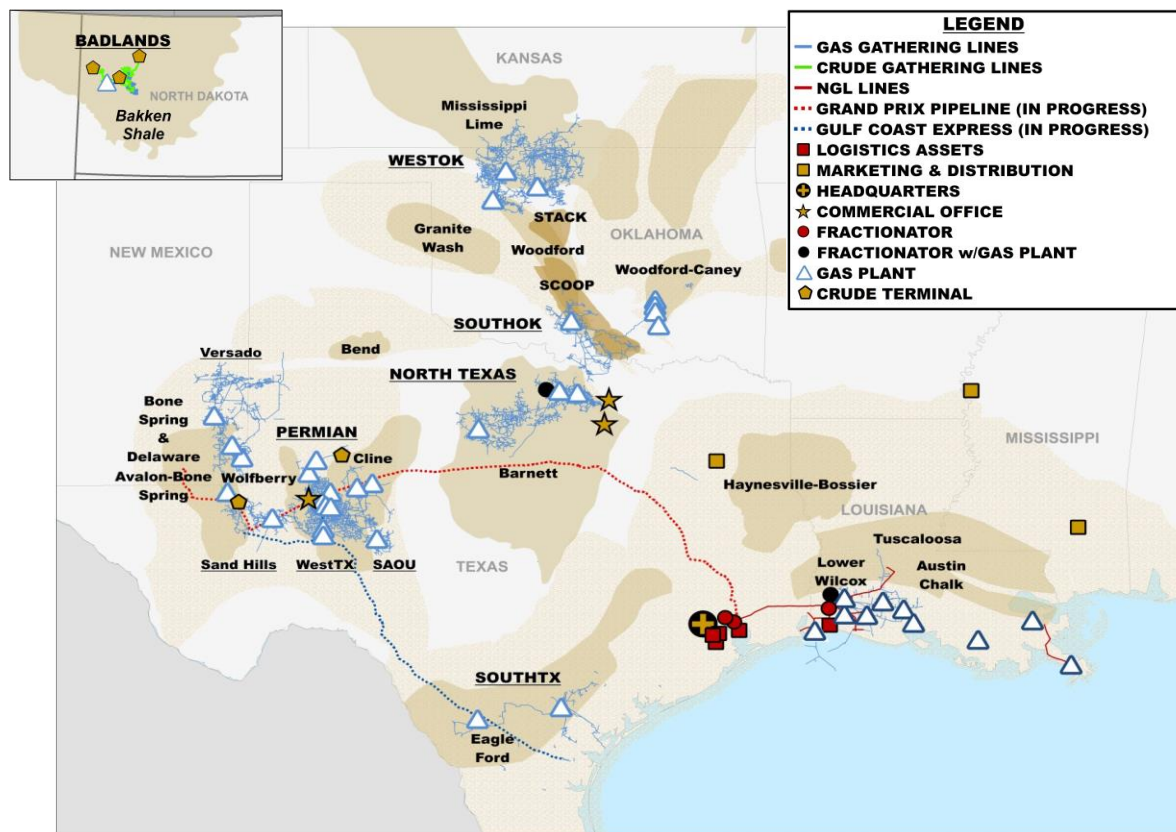 BADLANDS
NORTH DAKOTA
Bakken
Shale
LEGEND
GAS GATHERING LINES
CRUDE GATHERING LINES
NGL LINES
GRAND PRIX PIPELINE (IN PROGRESS)
GULF COAST EXPRESS (IN PROGRESS)
LOGISTICS ASSETS
MARKETING & DISTRIBUTION
HEADQUARTERS
COMMERCIAL OFFICE
FRACTIONATOR
FRACTIONATOR w/GAS PLANT
GAS PLANT
CRUDE TERMINAL
KANSAS
Mississippi
Lime
WESTOK
STACK
Granite
Wash
Woodford
OKLAHOMA
NEW MEXICO
Woodford-Caney
SCOOP
SOUTHOK
Versado
Bend
NORTH TEXAS
Bone
Spring
&
Delaware
PERMIAN
MISSISSIPPI
Cline
Avalon-Bone
Spring
Wolfberry
Barnett
Haynesville-Bossier
LOUISIANA
Tuscaloosa
Sand Hills
WestTX
SAOU
TEXAS
Lower
Wilcox
Austin
Chalk
SOUTHTX
Eagle
Ford